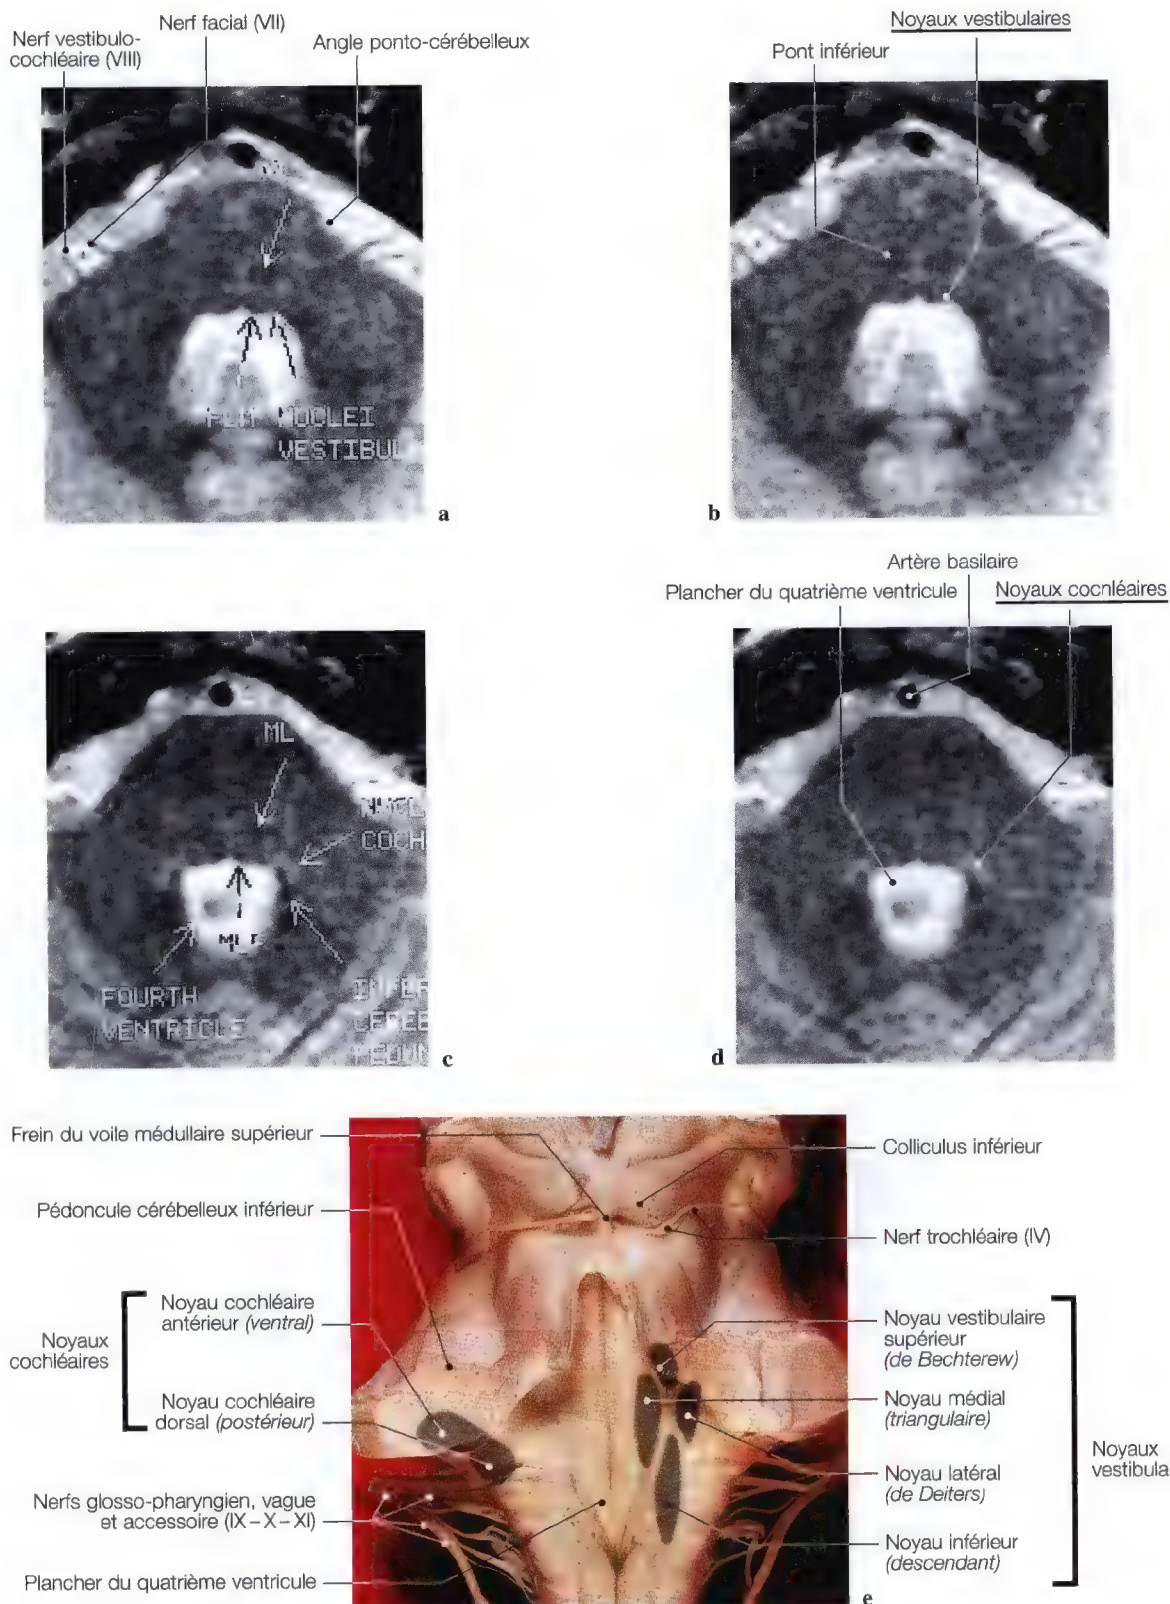 Nerf vestibulo-
cochléaire (VIII)
Nerf facial (VII)
Angle ponto-cérébelleux
Noyaux vestibulaires
Pont inférieur
NUCLEI
VESTIBUL
a
b
Artère basilaire
Plancher du quatrième ventricule
Noyaux cochléaires
ML
COCH
MLF
FOURTH
VENTRICLE
INFER
CEREB
PEDUN
c
d
Frein du voile médullaire supérieur
Pédoncule cérébelleux inférieur
Noyaux
cochléaires
Noyau cochléaire
antérieur (ventral)
Noyau cochléaire
dorsal (postérieur)
Nerfs glosso-pharyngien, vague
et accessoire (IX–X–XI)
Plancher du quatrième ventricule
Colliculus inférieur
Nerf trochléaire (IV)
Noyau vestibulaire
supérieur
(de Bechterew)
Noyau médial
(triangulaire)
Noyau latéral
(de Deiters)
Noyau inférieur
(descendant)
Noyaux
vestibula
e